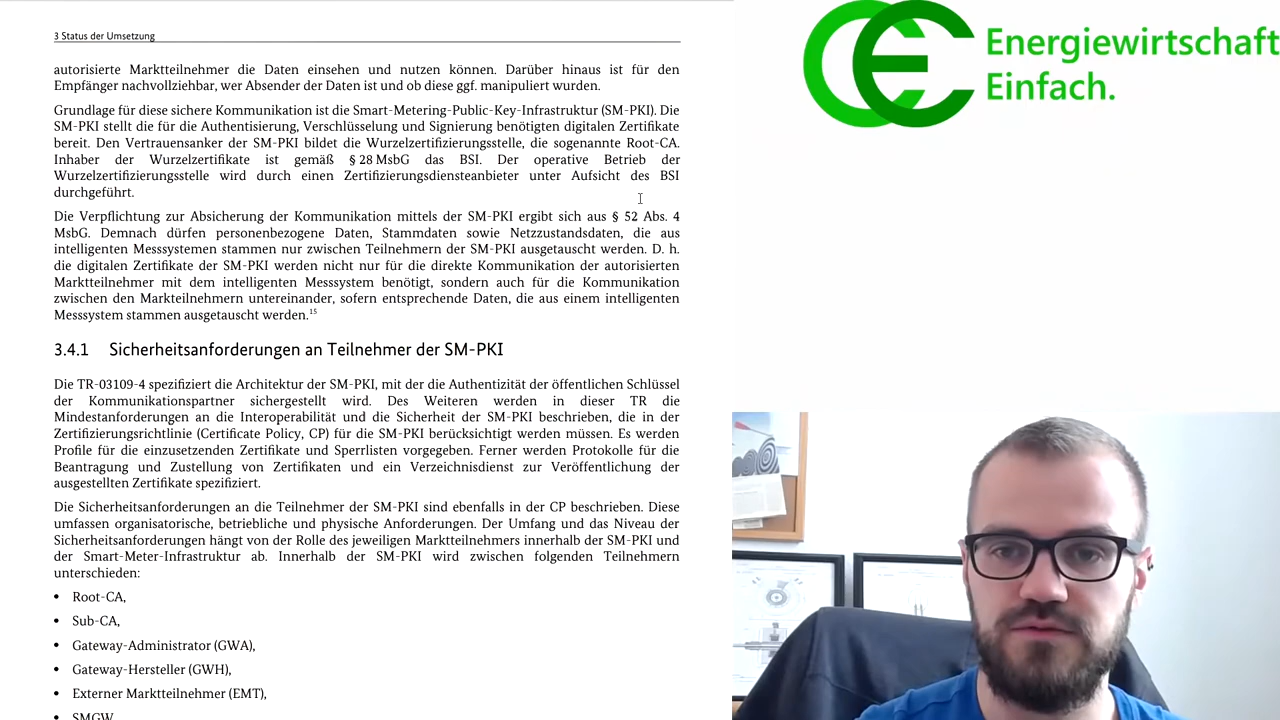 3 Status der Umsetzung
autorisierte Marktteilnehmer die Daten einsehen und nutzen können. Darüber hinaus ist für den
Empfänger nachvollziehbar, wer Absender der Daten ist und ob diese ggf. manipuliert wurden.
Grundlage für diese sichere Kommunikation ist die Smart-Metering-Public-Key-Infrastruktur (SM-PKI). Die
SM-PKI stellt die für die Authentisierung, Verschlüsselung und Signierung benötigten digitalen Zertifikate
bereit. Den Vertrauensanker der SM-PKI bildet die Wurzelzertifizierungsstelle, die sogenannte Root-CA.
Inhaber der Wurzelzertifikate ist gemäß § 28 MsbG das BSI. Der operative Betrieb der
Wurzelzertifizierungsstelle wird durch einen Zertifizierungsdiensteanbieter unter Aufsicht des BSI
durchgeführt.
Die Verpflichtung zur Absicherung der Kommunikation mittels der SM-PKI ergibt sich aus § 52 Abs. 4
MsbG. Demnach dürfen personenbezogene Daten, Stammdaten sowie Netzzustandsdaten, die aus
intelligenten Messsystemen stammen nur zwischen Teilnehmern der SM-PKI ausgetauscht werden. D. h.
die digitalen Zertifikate der SM-PKI werden nicht nur für die direkte Kommunikation der autorisierten
Marktteilnehmer mit dem intelligenten Messsystem benötigt, sondern auch für die Kommunikation
zwischen den Markteilnehmern untereinander, sofern entsprechende Daten, die aus einem intelligenten
Messsystem stammen ausgetauscht werden.15
3.4.1 Sicherheitsanforderungen an Teilnehmer der SM-PKI
Die TR-03109-4 spezifiziert die Architektur der SM-PKI, mit der die Authentizität der öffentlichen Schlüssel
der Kommunikationspartner sichergestellt wird. Des Weiteren werden in dieser TR die
Mindestanforderungen an die Interoperabilität und die Sicherheit der SM-PKI beschrieben, die in der
Zertifizierungsrichtlinie (Certificate Policy, CP) für die SM-PKI berücksichtigt werden müssen. Es werden
Profile für die einzusetzenden Zertifikate und Sperrlisten vorgegeben. Ferner werden Protokolle für die
Beantragung und Zustellung von Zertifikaten und ein Verzeichnisdienst zur Veröffentlichung der
ausgestellten Zertifikate spezifiziert.
Die Sicherheitsanforderungen an die Teilnehmer der SM-PKI sind ebenfalls in der CP beschrieben. Diese
umfassen organisatorische, betriebliche und physische Anforderungen. Der Umfang und das Niveau der
Sicherheitsanforderungen hängt von der Rolle des jeweiligen Marktteilnehmers innerhalb der SM-PKI und
der Smart-Meter-Infrastruktur ab. Innerhalb der SM-PKI wird zwischen folgenden Teilnehmern
unterschieden:
• Root-CA,
• Sub-CA,
• Gateway-Administrator (GWA),
• Gateway-Hersteller (GWH),
• Externer Marktteilnehmer (EMT),
• SMGW
Energiewirtschaft
Einfach.